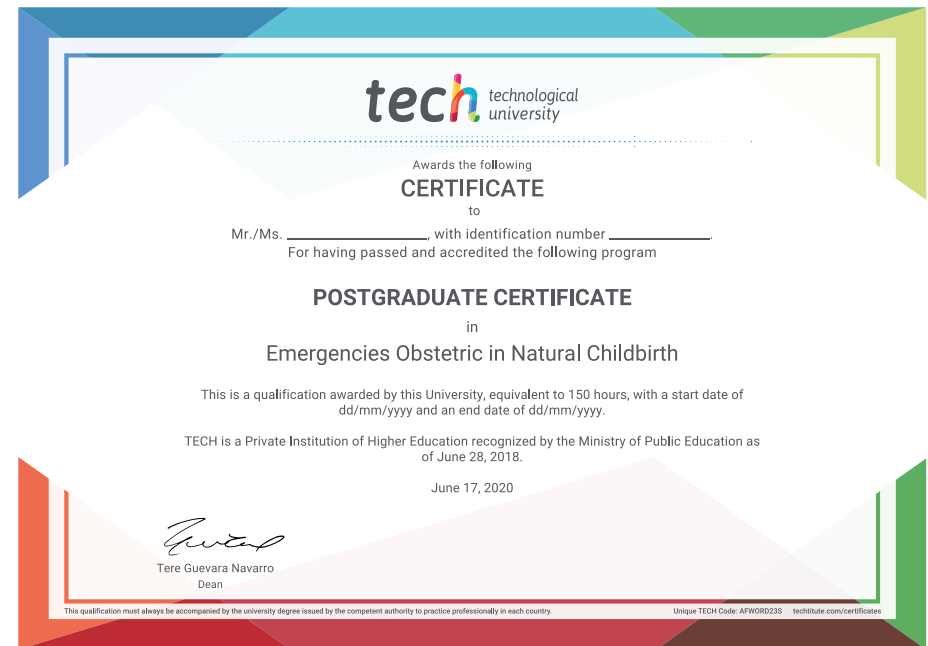 tech technological
university
Awards the following
CERTIFICATE
to
Mr./Ms. ____________________, with identification number ______________.
For having passed and accredited the following program
POSTGRADUATE CERTIFICATE
in
Emergencies Obstetric in Natural Childbirth
This is a qualification awarded by this University, equivalent to 150 hours, with a start date of
dd/mm/yyyy and an end date of dd/mm/yyyy.
TECH is a Private Institution of Higher Education recognized by the Ministry of Public Education as
of June 28, 2018.
June 17, 2020
Tere Guevara Navarro
Dean
This qualification must always be accompanied by the university degree issued by the competent authority to practice professionally in each country.
Unique TECH Code: AFWORD23S techtitute.com/certificates